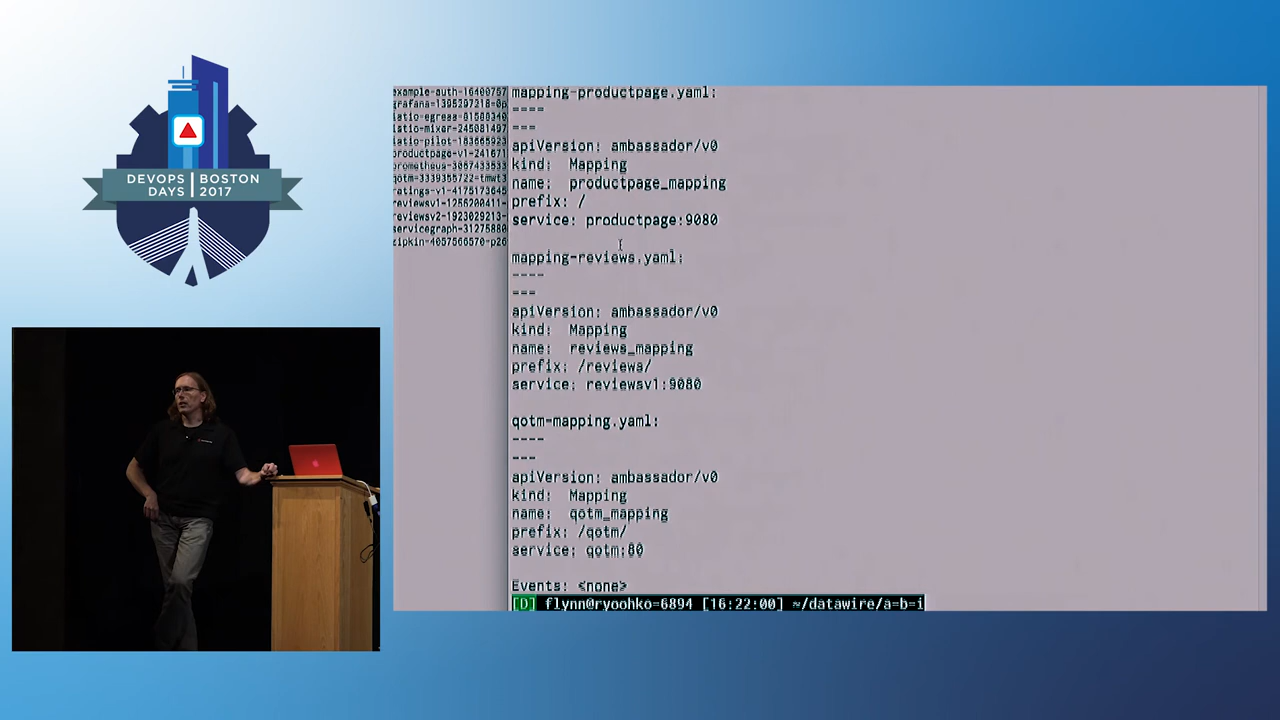 DEVOPS
DAYS
BOSTON
2017
mapping-productpage.yaml:
----
---
apiVersion: ambassador/v0
kind: Mapping
name: productpage_mapping
prefix: /
service: productpage:9080
mapping-reviews.yaml:
----
---
apiVersion: ambassador/v0
kind: Mapping
name: reviews_mapping
prefix: /reviews/
service: reviewsv1:9080
qotm-mapping.yaml:
----
---
apiVersion: ambassador/v0
kind: Mapping
name: qotm_mapping
prefix: /qotm/
service: qotm:80
Events: <none>
[D] flynn@ryoohko-6894 [16:22:00] ~/datawire/a-b-i